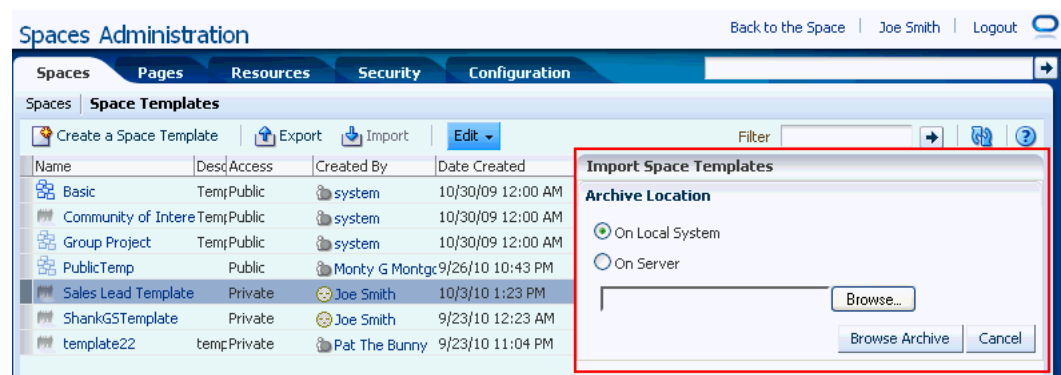 Spaces Administration
Back to the Space | Joe Smith | Logout
Spaces Pages Resources Security Configuration
Spaces | Space Templates
Create a Space Template Export Import Edit Filter
Name Desc Access Created By Date Created
Basic Temp Public system 10/30/09 12:00 AM
Community of Intere Temp Public system 10/30/09 12:00 AM
Group Project Temp Public system 10/30/09 12:00 AM
PublicTemp Public Monty G Montgo 9/26/10 10:43 PM
Sales Lead Template Private Joe Smith 10/3/10 1:23 PM
ShankGSTemplate Private Joe Smith 9/23/10 12:23 AM
template22 temp Private Pat The Bunny 9/23/10 11:04 PM
Import Space Templates
Archive Location
On Local System
On Server
Browse...
Browse Archive Cancel